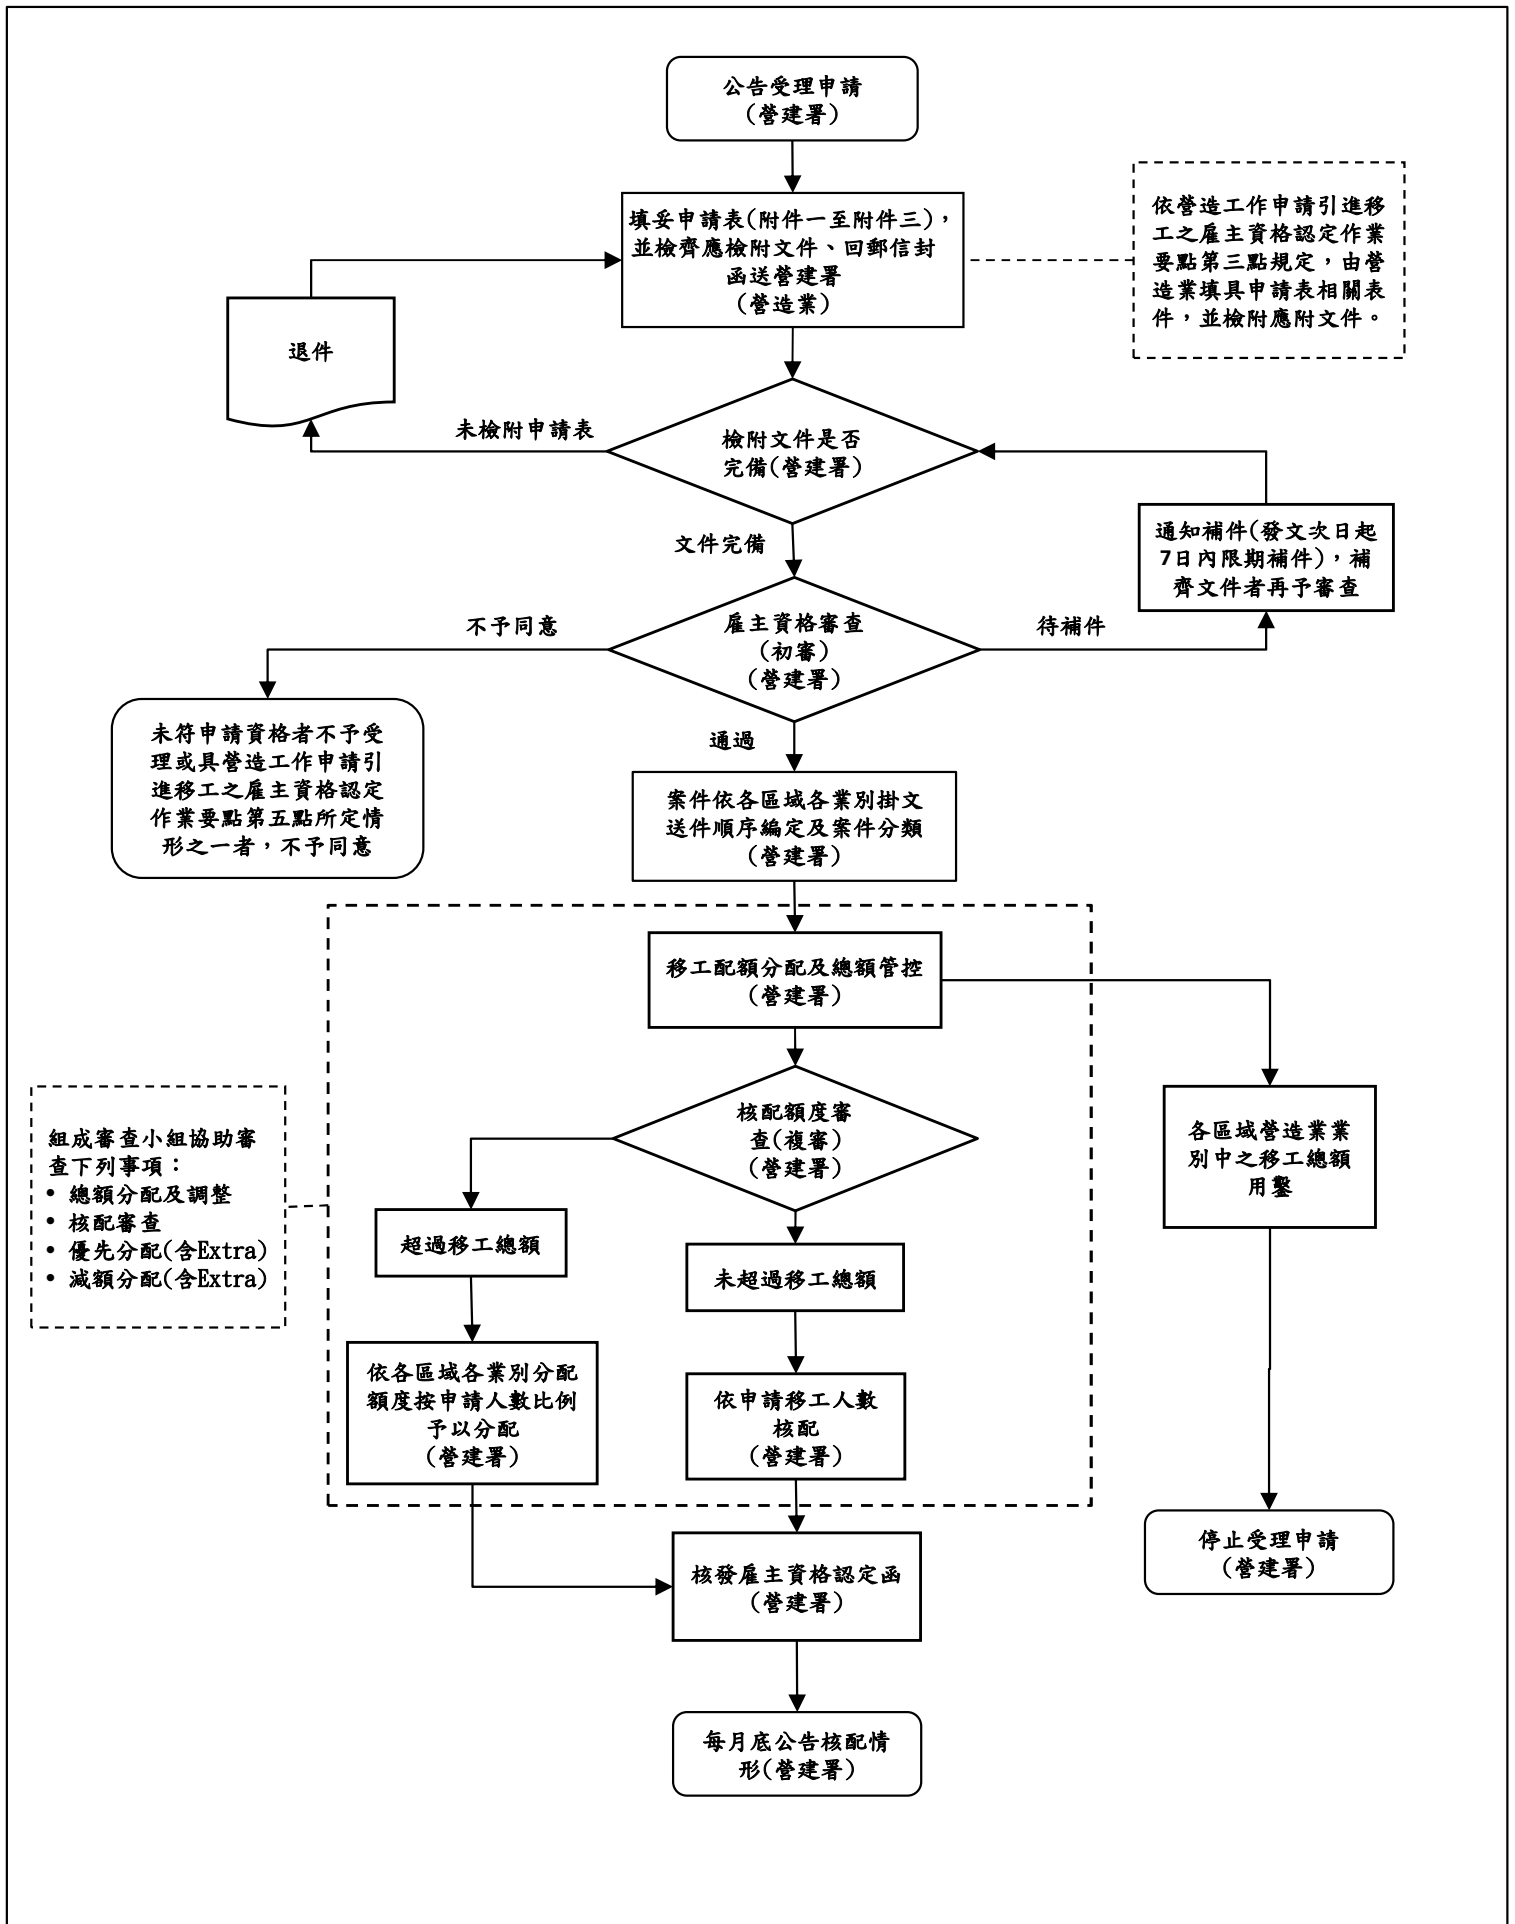 公告受理申請
(營建署)
填妥申請表(附件一至附件三)，
並檢齊應檢附文件、回郵信封
函送營建署
(營造業)
依營造工作申請引進移
工之雇主資格認定作業
要點第三點規定，由營
造業填具申請表相關表
件，並檢附應附文件。
退件
未檢附申請表
檢附文件是否
完備(營建署)
文件完備
通知補件(發文次日起
7日內限期補件)，補
齊文件者再予審查
不予同意
雇主資格審查
(初審)
(營建署)
待補件
未符申請資格者不予受
理或具營造工作申請引
進移工之雇主資格認定
作業要點第五點所定情
形之一者，不予同意
通過
案件依各區域各業別掛文
送件順序編定及案件分類
(營建署)
移工配額分配及總額管控
(營建署)
組成審查小組協助審
查下列事項：
• 總額分配及調整
• 核配審查
• 優先分配(含Extra)
• 減額分配(含Extra)
核配額度審
查(複審)
(營建署)
各區域營造業業
別中之移工總額
用鑿
超過移工總額
未超過移工總額
依各區域各業別分配
額度按申請人數比例
予以分配
(營建署)
依申請移工人數
核配
(營建署)
停止受理申請
(營建署)
核發雇主資格認定函
(營建署)
每月底公告核配情
形(營建署)